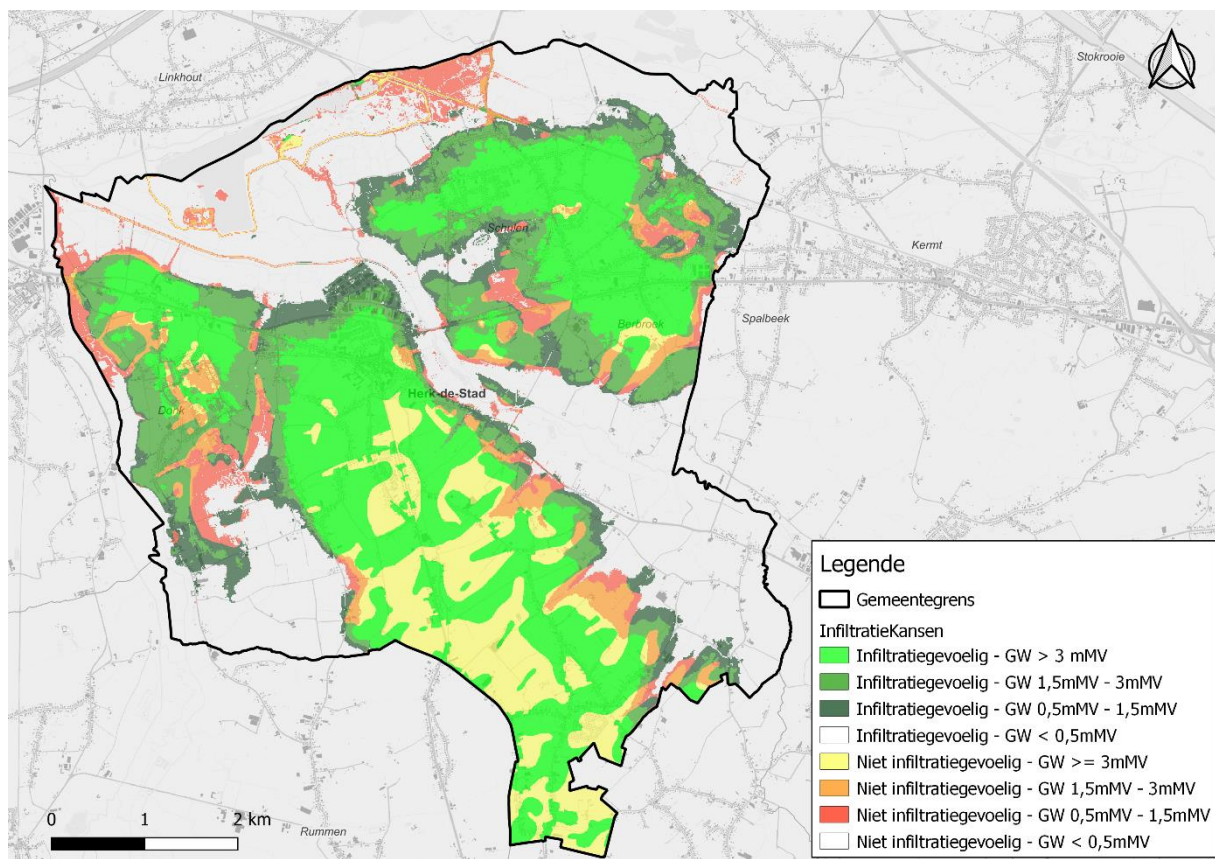 Linkhout
Stokrooie
Schulen
Kermt
Spalbeek
Berbroek
Herk-de-Stad
Donk
Rummen
0 1 2 km
Legende
Gemeentegrens
InfiltratieKansen
Infiltratiegevoelig - GW > 3 mMV
Infiltratiegevoelig - GW 1,5mMV - 3mMV
Infiltratiegevoelig - GW 0,5mMV - 1,5mMV
Infiltratiegevoelig - GW < 0,5mMV
Niet infiltratiegevoelig - GW >= 3mMV
Niet infiltratiegevoelig - GW 1,5mMV - 3mMV
Niet infiltratiegevoelig - GW 0,5mMV - 1,5mMV
Niet infiltratiegevoelig - GW < 0,5mMV